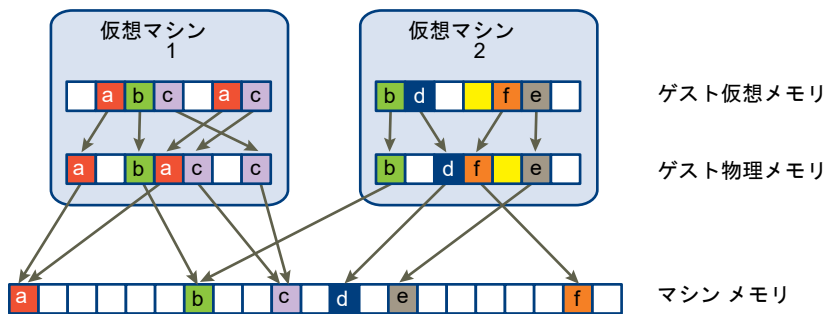 仮想マシン
1
仮想マシン
2
a b c a c
b d f e
ゲスト仮想メモリ
a b a c c
b d f e
ゲスト物理メモリ
a b c d e f
マシン メモリ